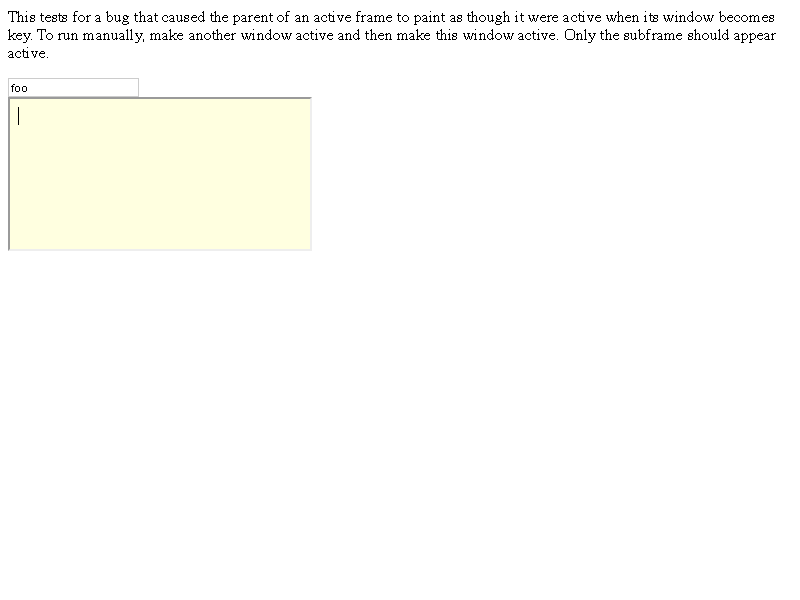 This tests for a bug that caused the parent of an active frame to paint as though it were active when its window becomes
key. To run manually, make another window active and then make this window active. Only the subframe should appear
active.
foo